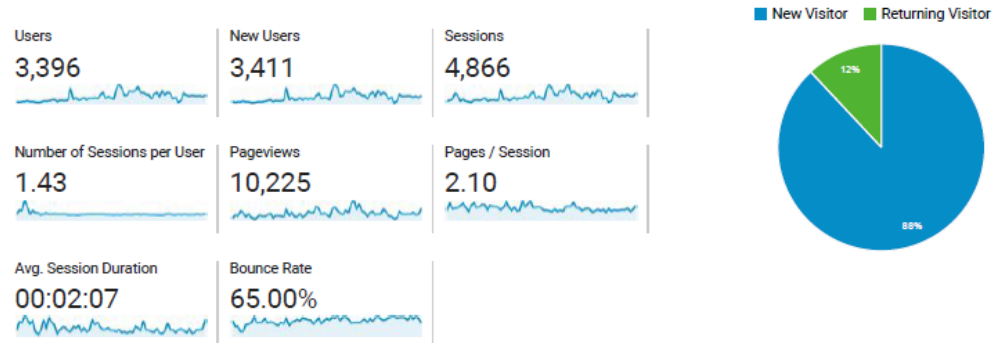 New Visitor Returning Visitor
Users New Users Sessions
3,396 3,411 4,866
12%
Number of Sessions per User Pageviews Pages / Session
1.43 10,225 2.10
88%
Avg. Session Duration Bounce Rate
00:02:07 65.00%